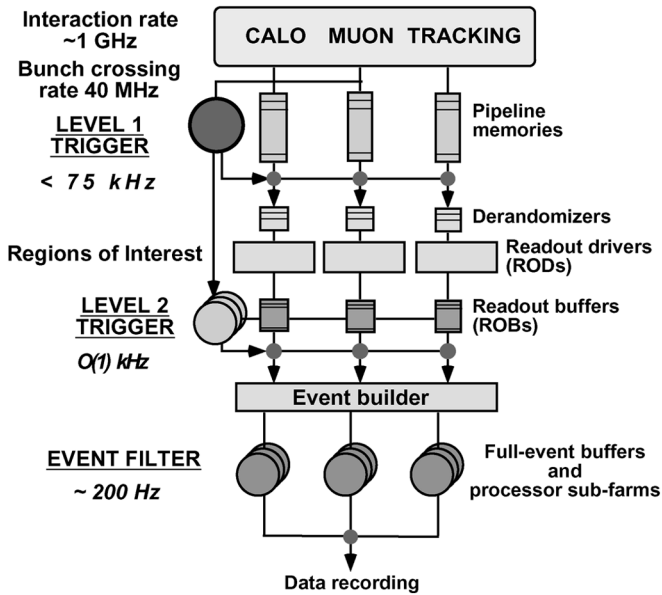 Interaction rate
~1 GHz
CALO MUON TRACKING
Bunch crossing
rate 40 MHz
Pipeline
memories
LEVEL 1
TRIGGER
< 75 kHz
Derandomizers
Regions of Interest
Readout drivers
(RODs)
LEVEL 2
TRIGGER
Readout buffers
(ROBs)
O(1) kHz
Event builder
EVENT FILTER
~ 200 Hz
Full-event buffers
and
processor sub-farms
Data recording